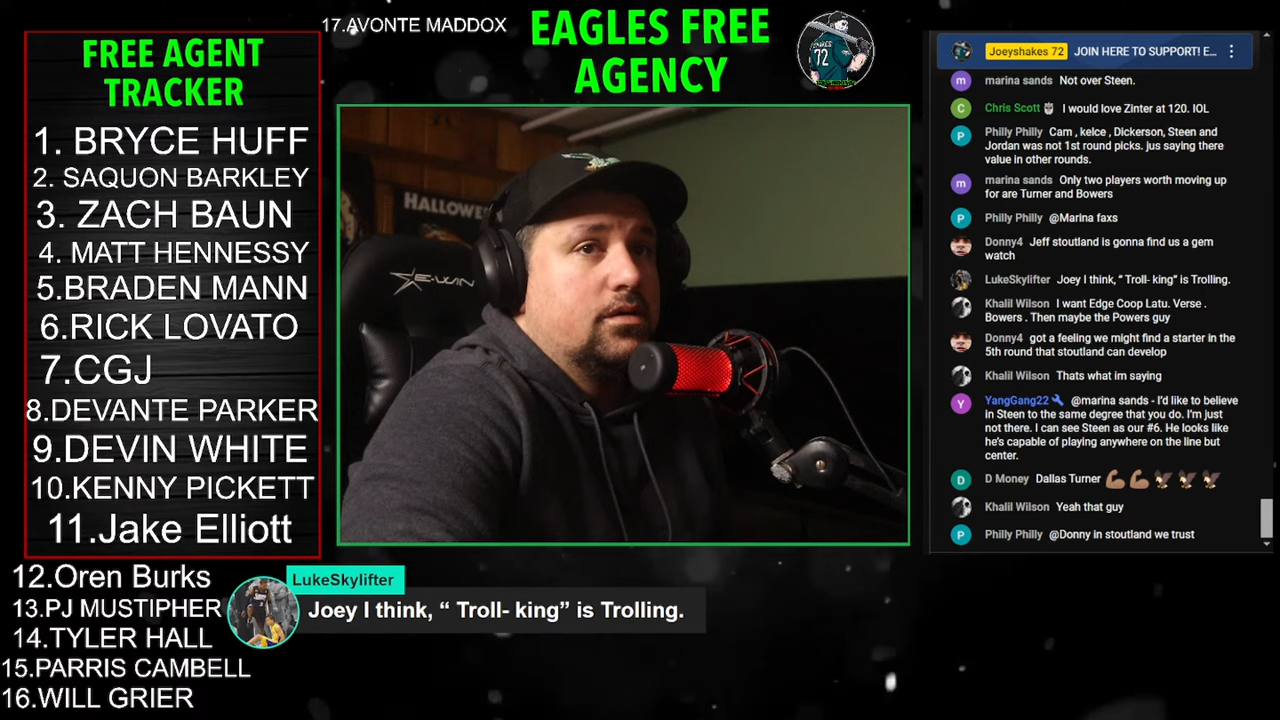 17.AVONTE MADDOX
EAGLES FREE
AGENCY
FREE AGENT
TRACKER
1. BRYCE HUFF
2. SAQUON BARKLEY
3. ZACH BAUN
4. MATT HENNESSY
5.BRADEN MANN
6.RICK LOVATO
7.CGJ
8.DEVANTE PARKER
9.DEVIN WHITE
10.KENNY PICKETT
11.Jake Elliott
12.Oren Burks
13.PJ MUSTIPHER
14.TYLER HALL
15.PARRIS CAMBELL
16.WILL GRIER
72
HALLOWE
E-WIN
LukeSkylifter
Joey I think, “ Troll- king” is Trolling.
Joeyshakes 72 JOIN HERE TO SUPPORT! E...
marina sands Not over Steen.
Chris Scott I would love Zinter at 120. IOL
Philly Philly Cam , kelce , Dickerson, Steen and
Jordan was not 1st round picks. jus saying there
value in other rounds.
marina sands Only two players worth moving up
for are Turner and Bowers
Philly Philly @Marina faxs
Donny4 Jeff stoutland is gonna find us a gem
watch
LukeSkylifter Joey I think, “ Troll- king” is Trolling.
Khalil Wilson I want Edge Coop Latu. Verse .
Bowers . Then maybe the Powers guy
Donny4 got a feeling we might find a starter in the
5th round that stoutland can develop
Khalil Wilson Thats what im saying
YangGang22 @marina sands - I'd like to believe
in Steen to the same degree that you do. I'm just
not there. I can see Steen as our #6. He looks like
he's capable of playing anywhere on the line but
center.
D Money Dallas Turner
Khalil Wilson Yeah that guy
Philly Philly @Donny in stoutland we trust